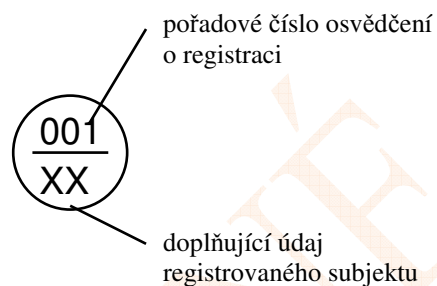 pořadové číslo osvědčení
o registraci
001
XX
doplňující údaj
registrovaného subjektu